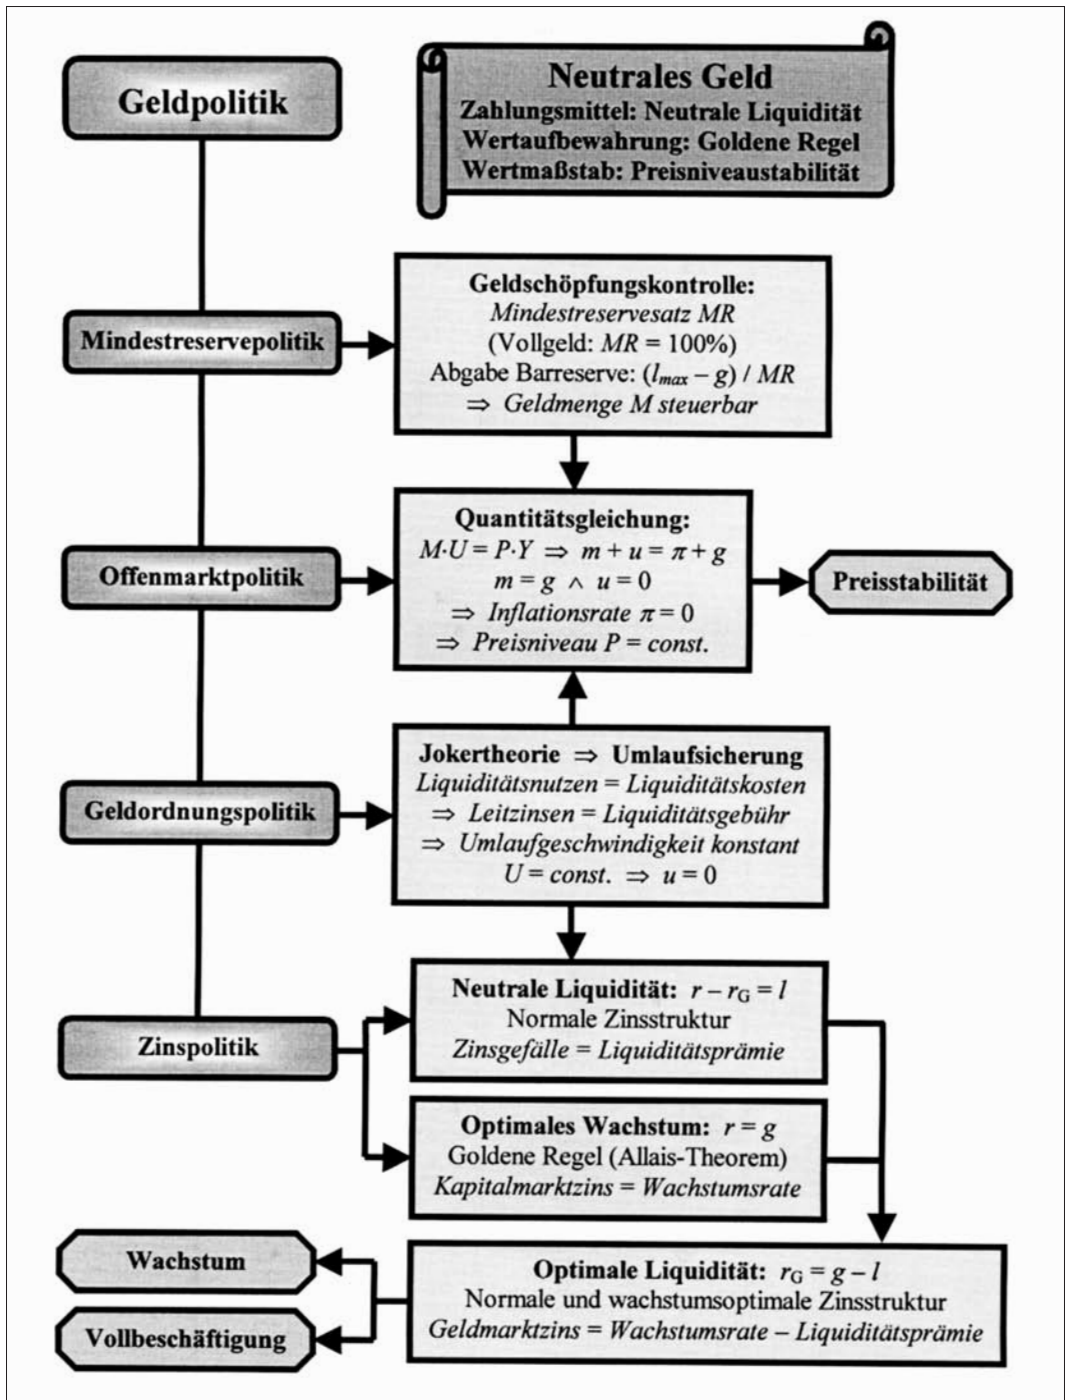 Geldpolitik
Neutrales Geld
Zahlungsmittel: Neutrale Liquidität
Wertaufbewahrung: Goldene Regel
Wertmaßstab: Preisniveaustabilität
Mindestreservepolitik
Geldschöpfungskontrolle:
Mindestreservesatz MR
(Vollgeld: MR = 100%)
Abgabe Barreserve: (lmax – g) / MR
⇒ Geldmenge M steuerbar
Offenmarktpolitik
Quantitätsgleichung:
M·U = P·Y ⇒ m + u = π + g
m = g ∧ u = 0
⇒ Inflationsrate π = 0
⇒ Preisniveau P = const.
Preisstabilität
Geldordnungspolitik
Jokertheorie ⇒ Umlaufsicherung
Liquiditätsnutzen = Liquiditätskosten
⇒ Leitzinsen = Liquiditätsgebühr
⇒ Umlaufgeschwindigkeit konstant
U = const. ⇒ u = 0
Zinspolitik
Neutrale Liquidität: r – rG = l
Normale Zinsstruktur
Zinsgefälle = Liquiditätsprämie
Optimales Wachstum: r = g
Goldene Regel (Allais-Theorem)
Kapitalmarktzins = Wachstumsrate
Wachstum
Vollbeschäftigung
Optimale Liquidität: rG = g – l
Normale und wachstumsoptimale Zinsstruktur
Geldmarktzins = Wachstumsrate – Liquiditätsprämie